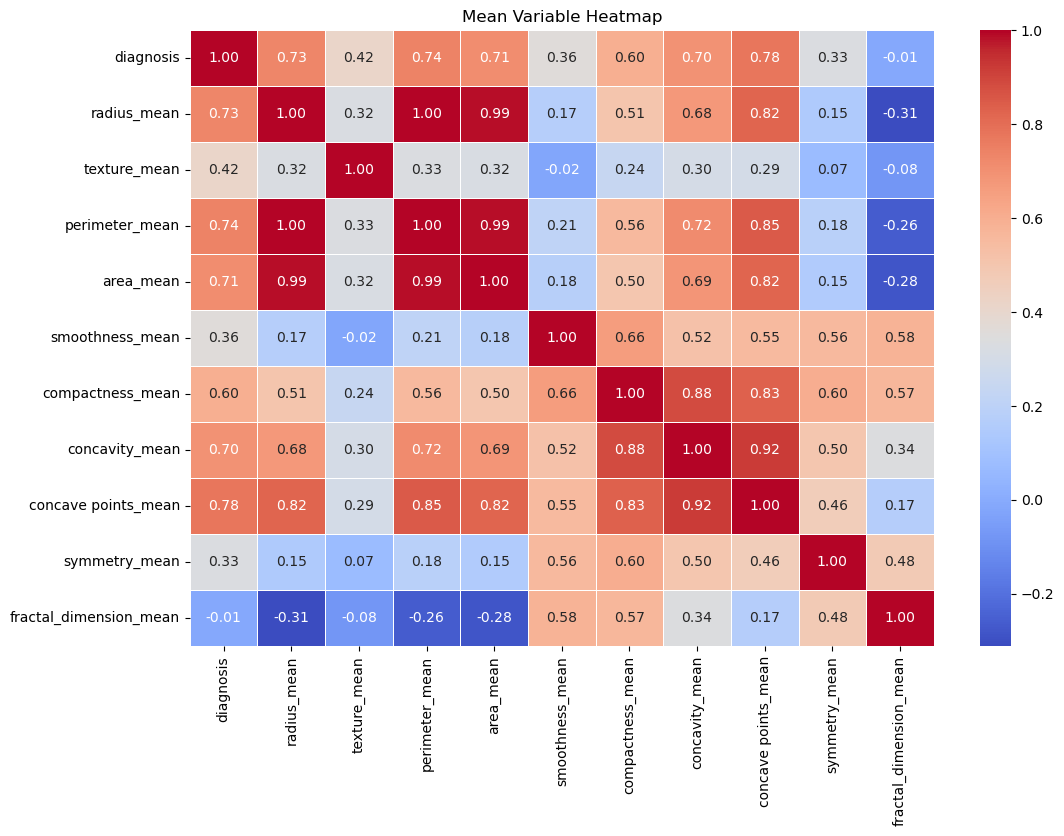 Mean Variable Heatmap
diagnosis 1.00 0.73 0.42 0.74 0.71 0.36 0.60 0.70 0.78 0.33 -0.01
radius_mean 0.73 1.00 0.32 1.00 0.99 0.17 0.51 0.68 0.82 0.15 -0.31
texture_mean 0.42 0.32 1.00 0.33 0.32 -0.02 0.24 0.30 0.29 0.07 -0.08
perimeter_mean 0.74 1.00 0.33 1.00 0.99 0.21 0.56 0.72 0.85 0.18 -0.26
area_mean 0.71 0.99 0.32 0.99 1.00 0.18 0.50 0.69 0.82 0.15 -0.28
smoothness_mean 0.36 0.17 -0.02 0.21 0.18 1.00 0.66 0.52 0.55 0.56 0.58
compactness_mean 0.60 0.51 0.24 0.56 0.50 0.66 1.00 0.88 0.83 0.60 0.57
concavity_mean 0.70 0.68 0.30 0.72 0.69 0.52 0.88 1.00 0.92 0.50 0.34
concave points_mean 0.78 0.82 0.29 0.85 0.82 0.55 0.83 0.92 1.00 0.46 0.17
symmetry_mean 0.33 0.15 0.07 0.18 0.15 0.56 0.60 0.50 0.46 1.00 0.48
fractal_dimension_mean -0.01 -0.31 -0.08 -0.26 -0.28 0.58 0.57 0.34 0.17 0.48 1.00
diagnosis
radius_mean
texture_mean
perimeter_mean
area_mean
smoothness_mean
compactness_mean
concavity_mean
concave points_mean
symmetry_mean
fractal_dimension_mean
1.0
0.8
0.6
0.4
0.2
0.0
−0.2